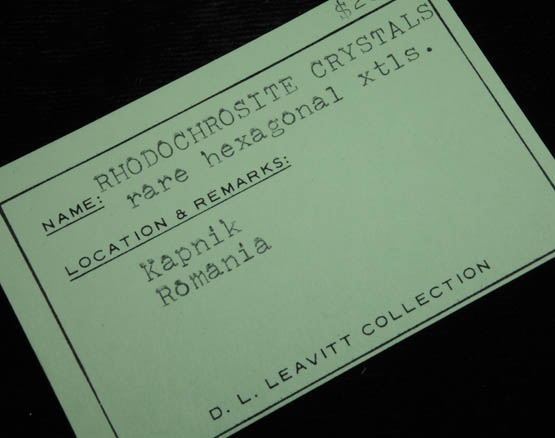 NAME: RHODOCHROSITE CRYSTALS
rare hexagonal xtls.
LOCATION & REMARKS:
Kapnik
Romania
D. L. LEAVITT COLLECTION